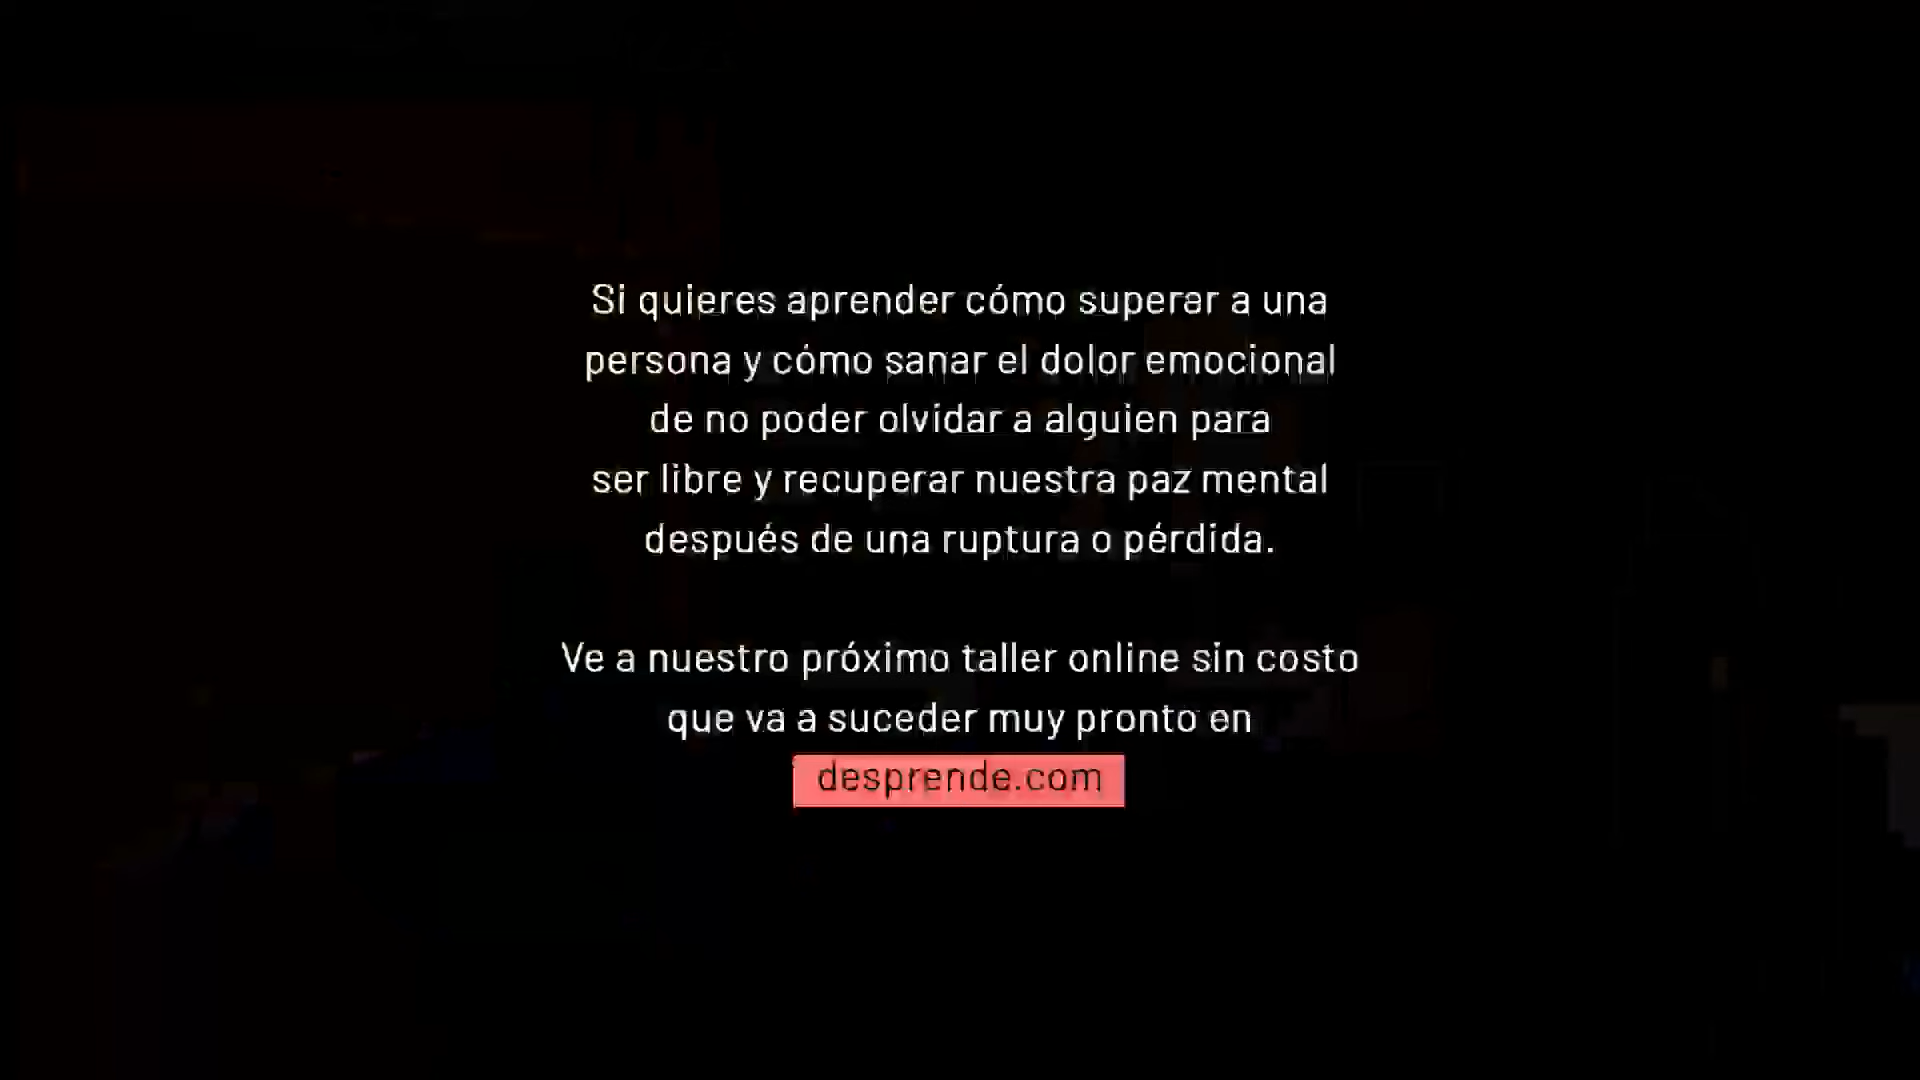 Si quieres aprender cómo superar a una
persona y cómo sanar el dolor emocional
de no poder olvidar a alguien para
ser libre y recuperar nuestra paz mental
después de una ruptura o pérdida.
Ve a nuestro próximo taller online sin costo
que va a suceder muy pronto en
desprende.com